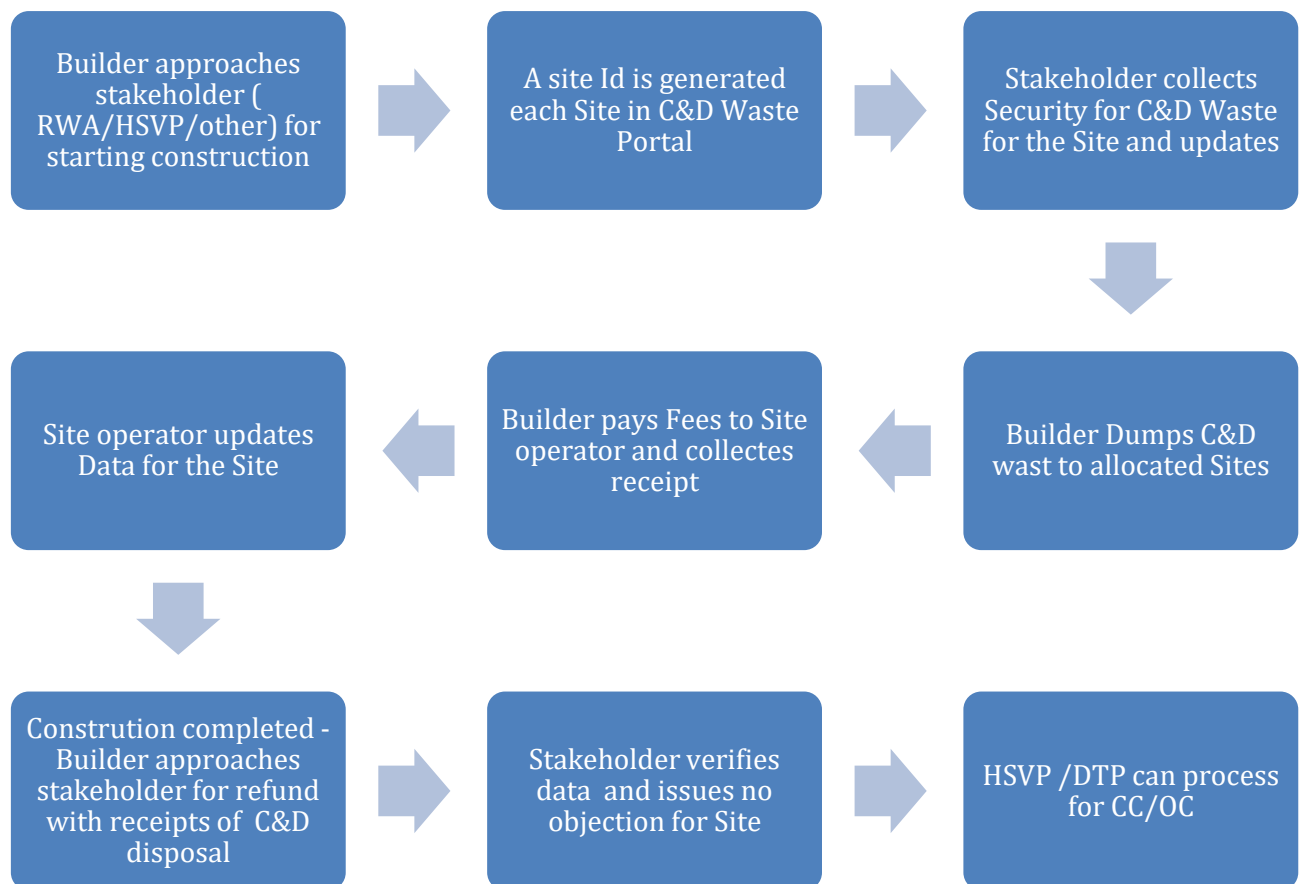 Builder approaches
stakeholder (
RWA/HSVP/other) for
starting construction
A site Id is generated
each Site in C&D Waste
Portal
Stakeholder collects
Security for C&D Waste
for the Site and updates
Builder Dumps C&D
wast to allocated Sites
Builder pays Fees to Site
operator and collectes
receipt
Site operator updates
Data for the Site
Constrution completed -
Builder approaches
stakeholder for refund
with receipts of C&D
disposal
Stakeholder verifies
data and issues no
objection for Site
HSVP /DTP can process
for CC/OC